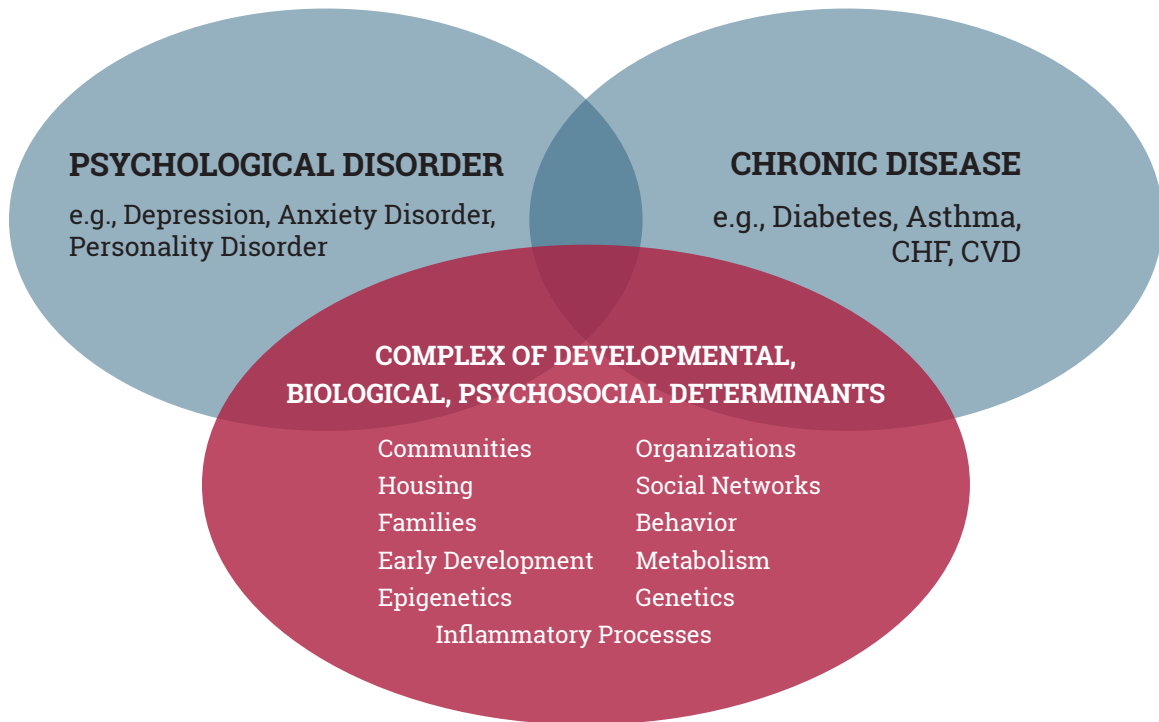 PSYCHOLOGICAL DISORDER
e.g., Depression, Anxiety Disorder,
Personality Disorder
CHRONIC DISEASE
e.g., Diabetes, Asthma,
CHF, CVD
COMPLEX OF DEVELOPMENTAL,
BIOLOGICAL, PSYCHOSOCIAL DETERMINANTS
Communities
Housing
Families
Early Development
Epigenetics
Organizations
Social Networks
Behavior
Metabolism
Genetics
Inflammatory Processes